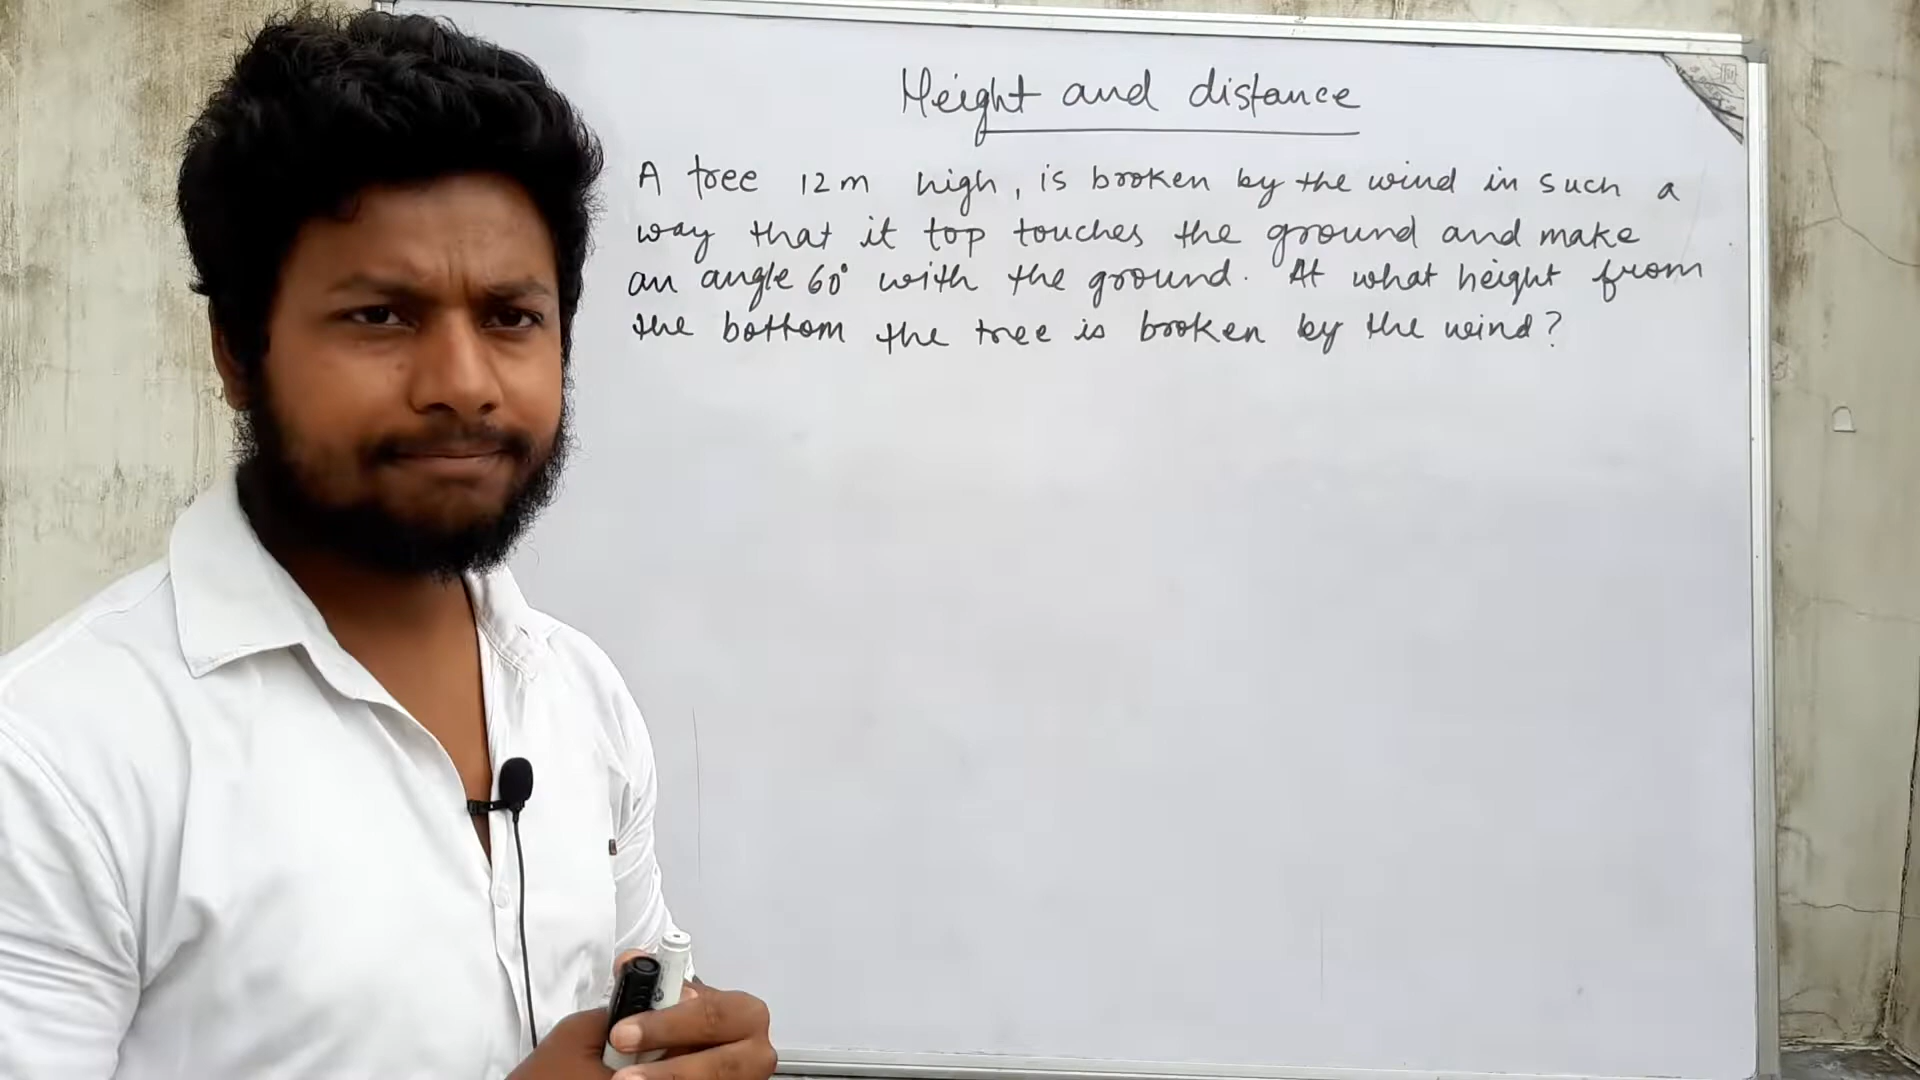 Height and distance
A tree 12m high, is broken by the wind in such a
way that it top touches the ground and make
an angle 60° with the ground. At what height from
the bottom the tree is broken by the wind?